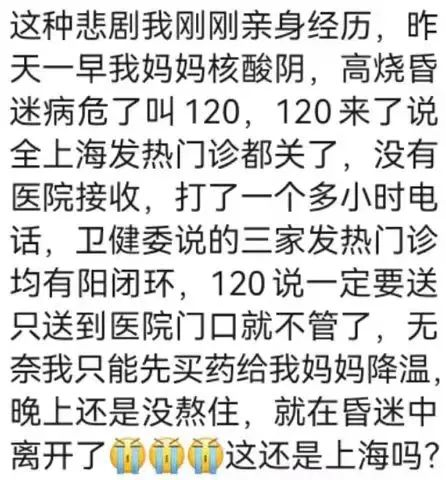 这种悲剧我刚刚亲身经历，昨
天一早我妈妈核酸阴，高烧昏
迷病危了叫120，120来了说
全上海发热门诊都关了，没有
医院接收，打了一个多小时电
话，卫健委说的三家发热门诊
均有阳闭环，120说一定要送
只送到医院门口就不管了，无
奈我只能先买药给我妈妈降温，
晚上还是没熬住，就在昏迷中
离开了😭😭😭这还是上海吗？